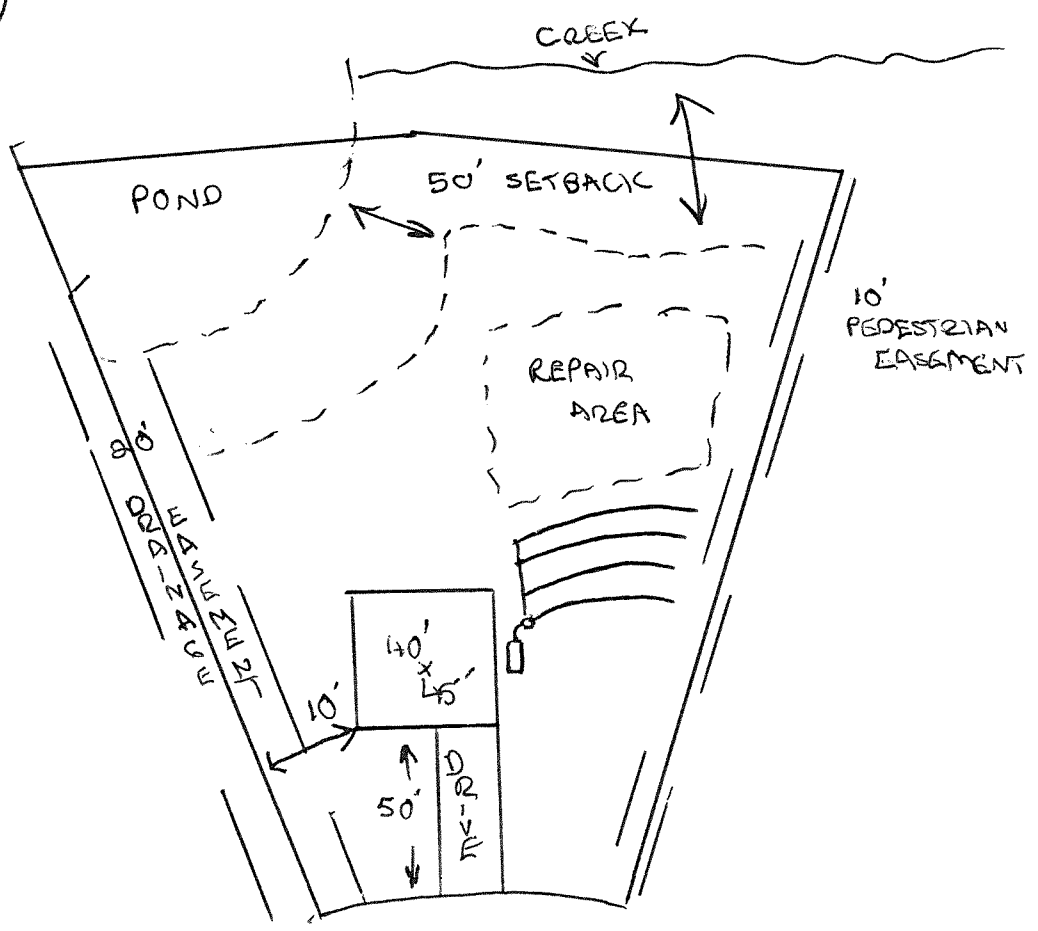 CREEK
POND
50' SETBACK
10'
PEDESTRIAN
EASEMENT
REPAIR
AREA
20'
DRAINAGE
EASEMENT
40'
x
45'
10'
50'
DRIVE